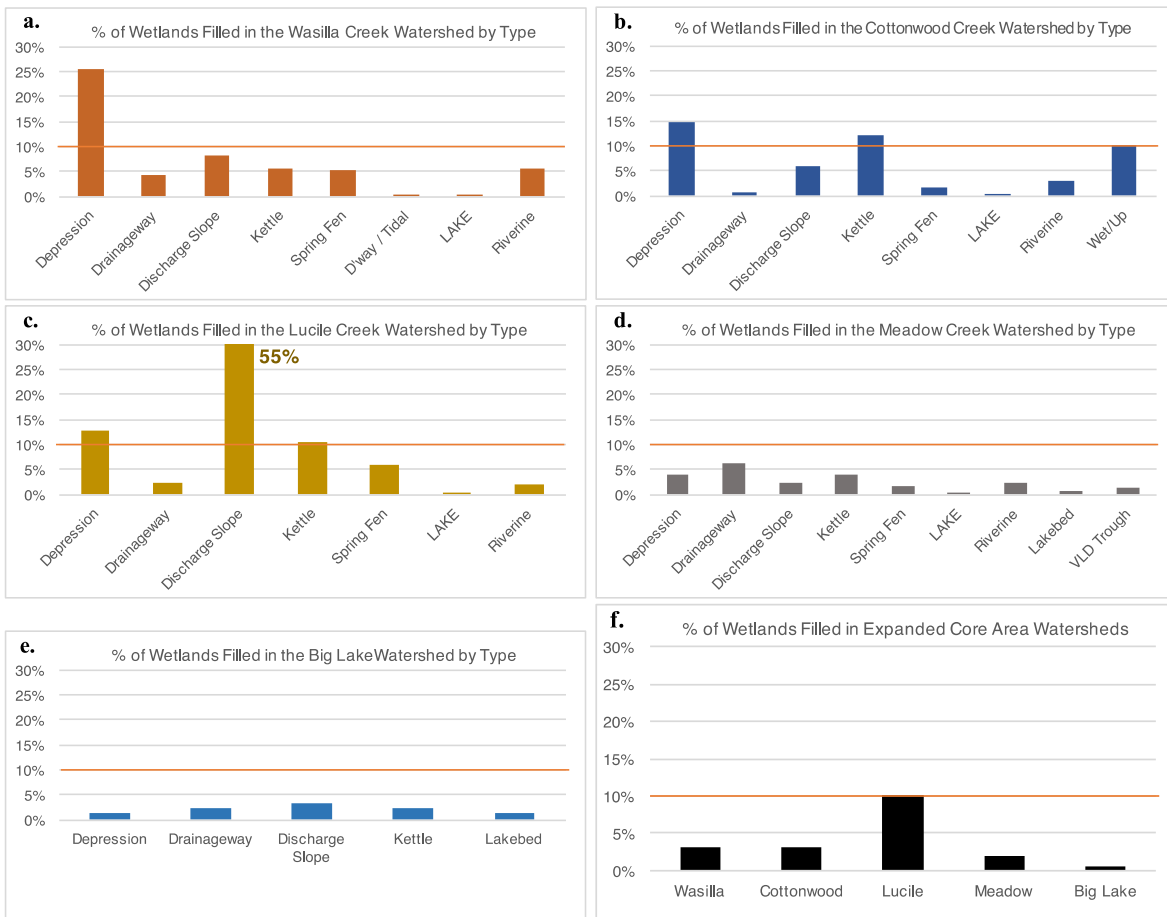 a.
% of Wetlands Filled in the Wasilla Creek Watershed by Type
30%
25%
20%
15%
10%
5%
0%
Depression
Drainageway
Discharge Slope
Kettle
Spring Fen
D'way / Tidal
LAKE
Riverine
b.
% of Wetlands Filled in the Cottonwood Creek Watershed by Type
30%
25%
20%
15%
10%
5%
0%
Depression
Drainageway
Discharge Slope
Kettle
Spring Fen
LAKE
Riverine
Wet/Up
c.
% of Wetlands Filled in the Lucile Creek Watershed by Type
30%
25%
20%
15%
10%
5%
0%
55%
Depression
Drainageway
Discharge Slope
Kettle
Spring Fen
LAKE
Riverine
d.
% of Wetlands Filled in the Meadow Creek Watershed by Type
30%
25%
20%
15%
10%
5%
0%
Depression
Drainageway
Discharge Slope
Kettle
Spring Fen
LAKE
Riverine
Lakebed
VLD Trough
e.
% of Wetlands Filled in the Big LakeWatershed by Type
30%
25%
20%
15%
10%
5%
0%
Depression
Drainageway
Discharge
Slope
Kettle
Lakebed
f.
% of Wetlands Filled in Expanded Core Area Watersheds
30%
25%
20%
15%
10%
5%
0%
Wasilla
Cottonwood
Lucile
Meadow
Big Lake